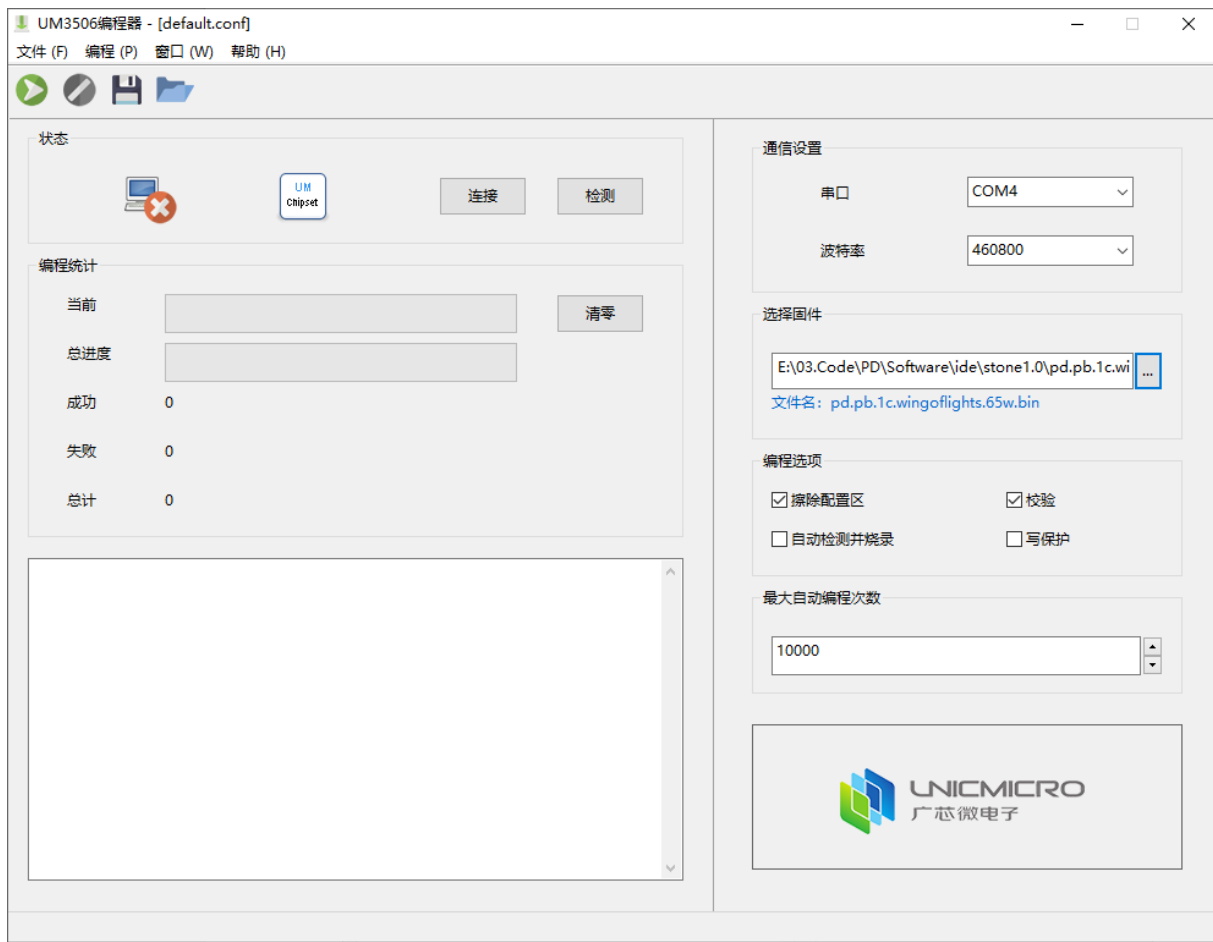 UM3506编程器 - [default.conf]
文件 (F) 编程 (P) 窗口 (W) 帮助 (H)
状态
UM
Chipset
连接 检测
编程统计
当前 清零
总进度
成功 0
失败 0
总计 0
通信设置
串口 COM4
波特率 460800
选择固件
E:\03.Code\PD\Software\ide\stone1.0\pd.pb.1c.wi ...
文件名：pd.pb.1c.wingoflights.65w.bin
编程选项
擦除配置区 校验
自动检测并烧录 写保护
最大自动编程次数
10000
UNICMICRO
广芯微电子